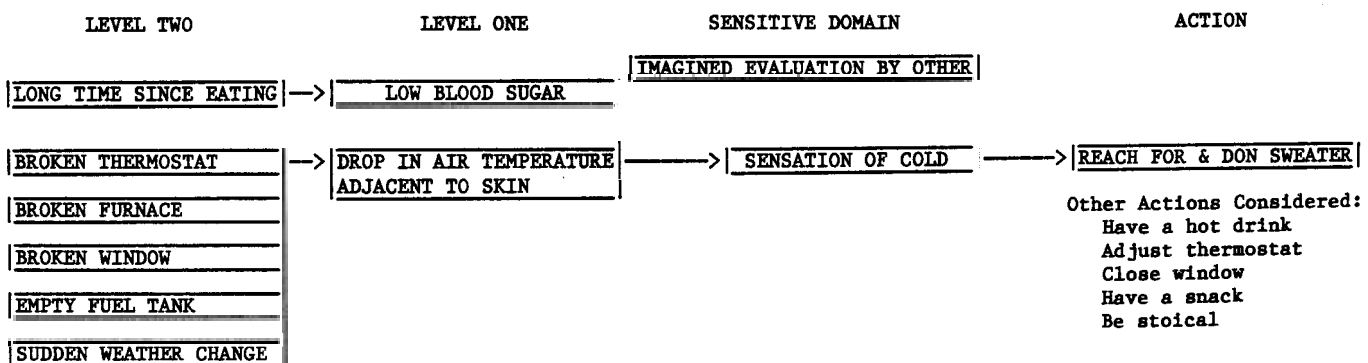 LEVEL TWO LEVEL ONE SENSITIVE DOMAIN ACTION
IMAGINED EVALUATION BY OTHER
LONG TIME SINCE EATING LOW BLOOD SUGAR
BROKEN THERMOSTAT DROP IN AIR TEMPERATURE SENSATION OF COLD REACH FOR & DON SWEATER
ADJACENT TO SKIN
BROKEN FURNACE
BROKEN WINDOW
EMPTY FUEL TANK
SUDDEN WEATHER CHANGE
Other Actions Considered:
Have a hot drink
Adjust thermostat
Close window
Have a snack
Be stoical